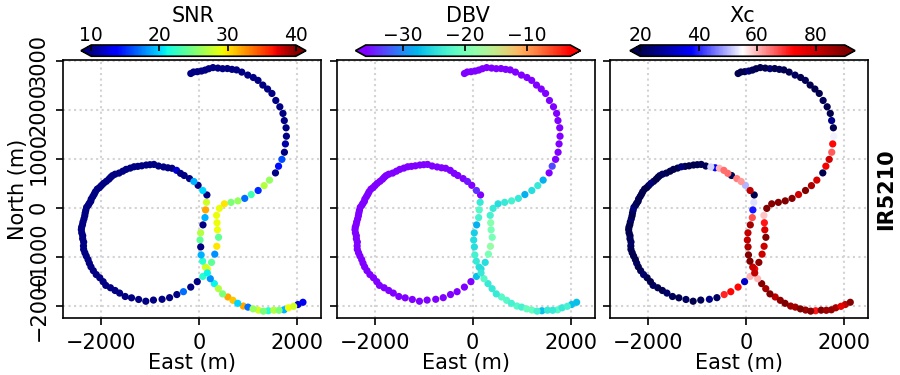 SNR DBV Xc
10 20 30 40 −30 −20 −10 20 40 60 80
North (m)
3000
2000
1000
0
−1000
−2000
IR5210
−2000 0 2000 −2000 0 2000 −2000 0 2000
East (m) East (m) East (m)